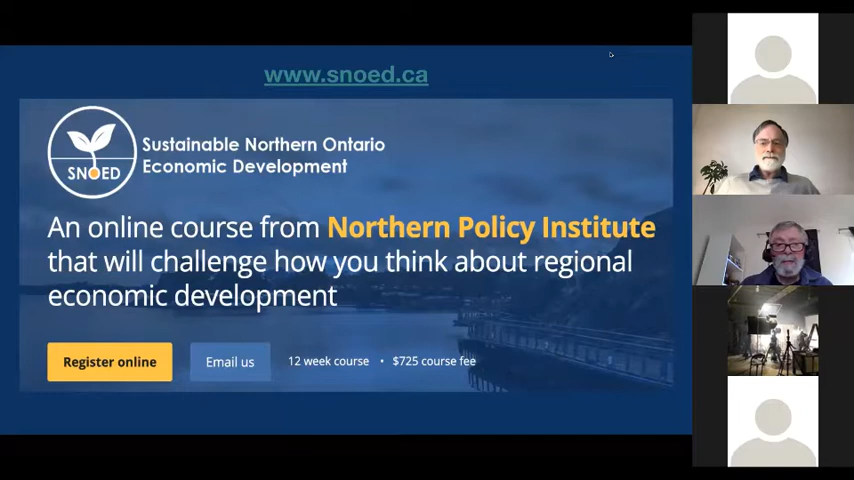 www.snoed.ca
SNOED
Sustainable Northern Ontario
Economic Development
An online course from Northern Policy Institute
that will challenge how you think about regional
economic development
Register online
Email us
12 week course • $725 course fee